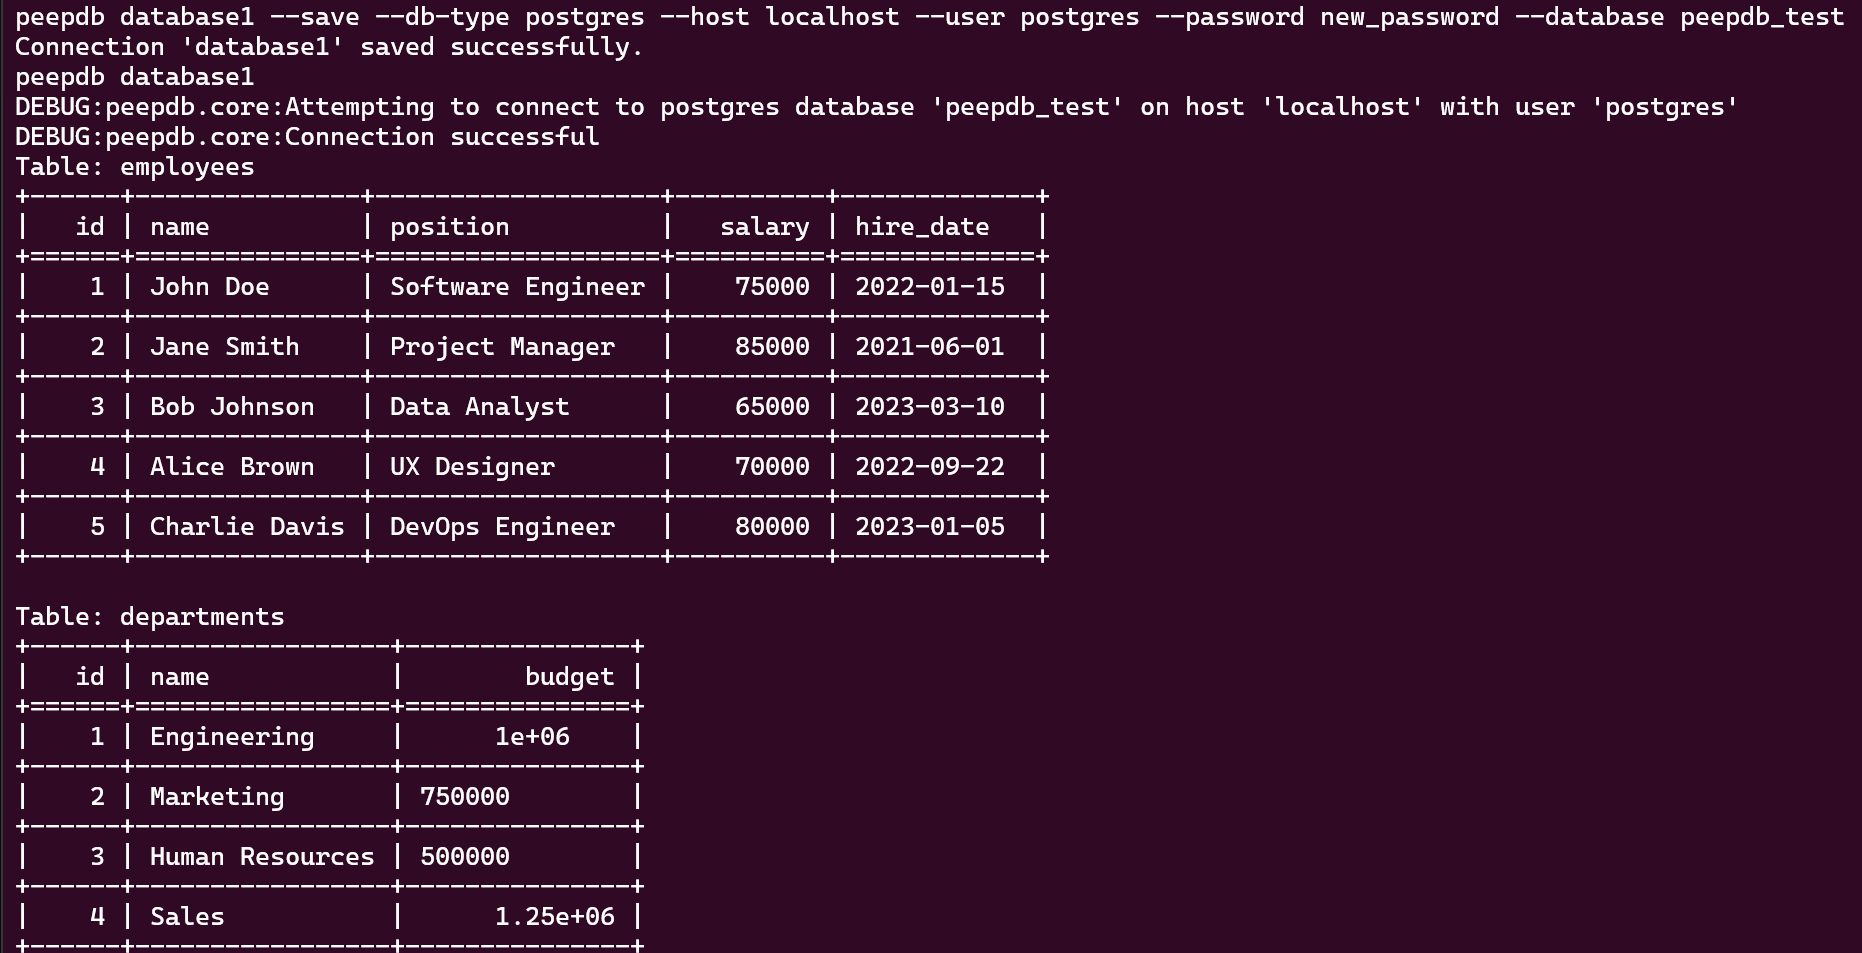 peepdb database1 --save --db-type postgres --host localhost --user postgres --password new_password --database peepdb_test
Connection 'database1' saved successfully.
peepdb database1
DEBUG:peepdb.core:Attempting to connect to postgres database 'peepdb_test' on host 'localhost' with user 'postgres'
DEBUG:peepdb.core:Connection successful
Table: employees
+------+---------------+-------------------+----------+-------------+
|   id | name          | position          |   salary | hire_date   |
+======+===============+===================+==========+=============+
|    1 | John Doe      | Software Engineer |    75000 | 2022-01-15  |
+------+---------------+-------------------+----------+-------------+
|    2 | Jane Smith    | Project Manager   |    85000 | 2021-06-01  |
+------+---------------+-------------------+----------+-------------+
|    3 | Bob Johnson   | Data Analyst      |    65000 | 2023-03-10  |
+------+---------------+-------------------+----------+-------------+
|    4 | Alice Brown   | UX Designer       |    70000 | 2022-09-22  |
+------+---------------+-------------------+----------+-------------+
|    5 | Charlie Davis | DevOps Engineer   |    80000 | 2023-01-05  |
+------+---------------+-------------------+----------+-------------+

Table: departments
+------+-----------------+---------------+
|   id | name            |        budget |
+======+=================+===============+
|    1 | Engineering     |      1e+06    |
+------+-----------------+---------------+
|    2 | Marketing       | 750000        |
+------+-----------------+---------------+
|    3 | Human Resources | 500000        |
+------+-----------------+---------------+
|    4 | Sales           |      1.25e+06 |
+------+-----------------+---------------+